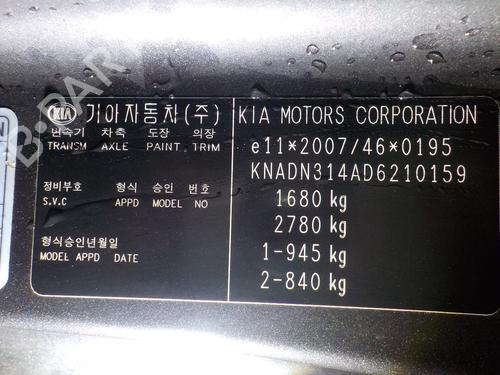 KIA 기아자동차(주)
변속기 차축 도장 의장
TRANSM AXLE PAINT TRIM
정비부호 형식 승인 번호
S.V.C APPD MODEL NO
형식승인년월일
MODEL APPD DATE
KIA MOTORS CORPORATION
e11*2007/46*0195
KNADN314AD6210159
1680 kg
2780 kg
1-945 kg
2-840 kg
B-PARTS